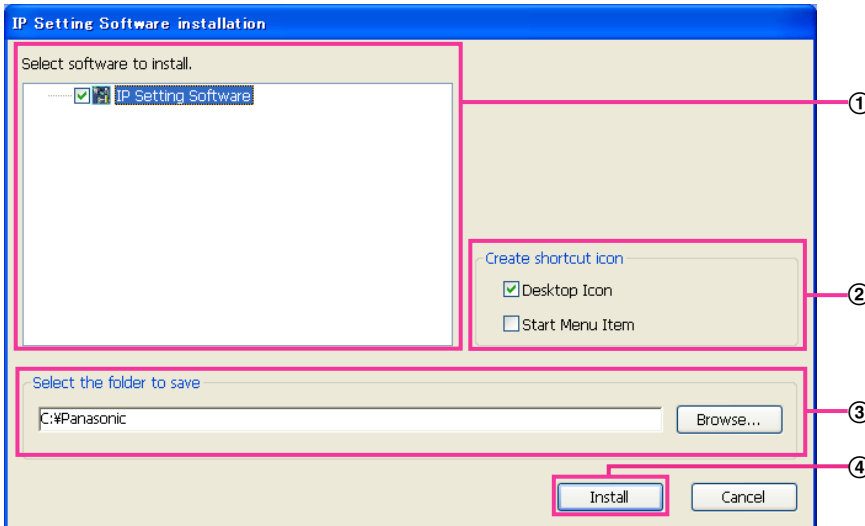 IP Setting Software installation
Select software to install.
IP Setting Software
①
Create shortcut icon
Desktop Icon
②
Start Menu Item
Select the folder to save
C:¥Panasonic
Browse...
③
④
Install
Cancel